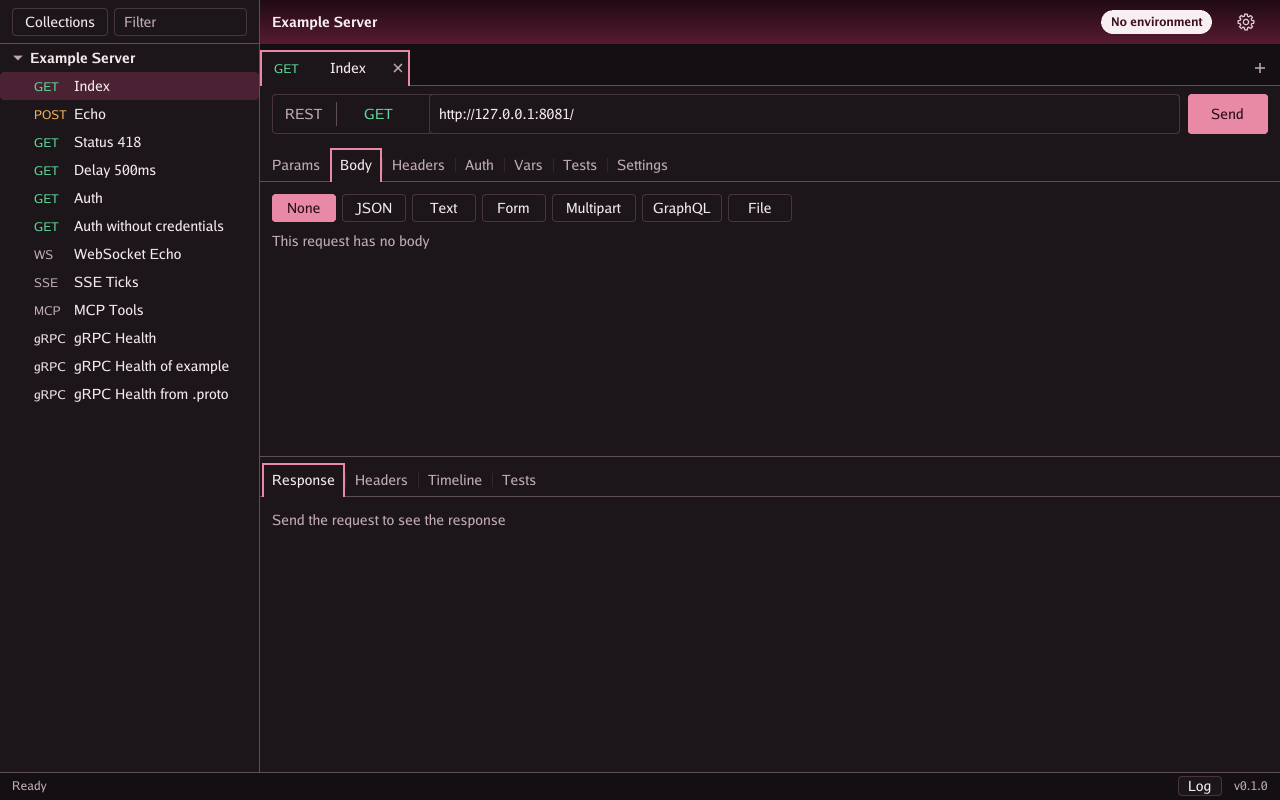 Collections Filter Example Server No environment
Example Server
GET Index
GET Index
POST Echo
GET Status 418
GET Delay 500ms
GET Auth
GET Auth without credentials
WS WebSocket Echo
SSE SSE Ticks
MCP MCP Tools
gRPC gRPC Health
gRPC gRPC Health of example
gRPC gRPC Health from .proto
REST GET http://127.0.0.1:8081/ Send
Params Body Headers Auth Vars Tests Settings
None JSON Text Form Multipart GraphQL File
This request has no body
Response Headers Timeline Tests
Send the request to see the response
Ready Log v0.1.0